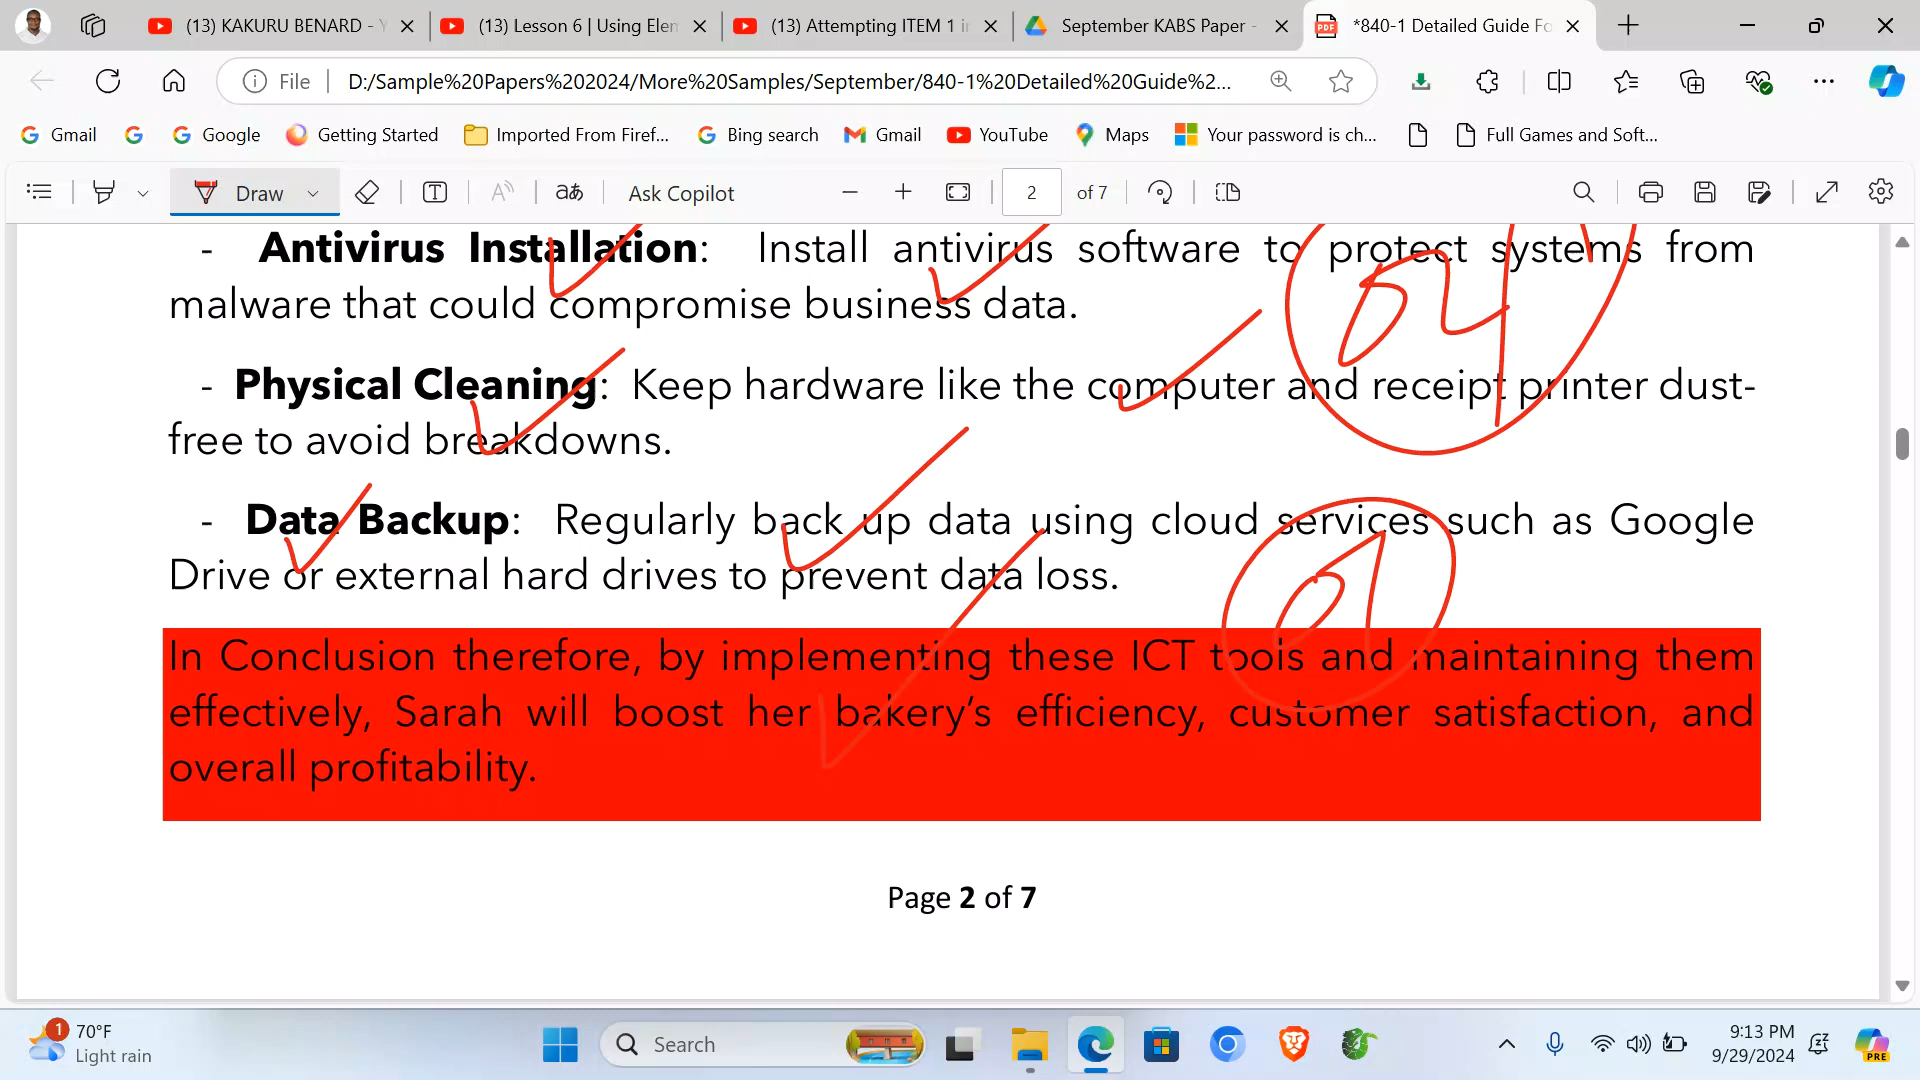 (13) KAKURU BENARD - Y
(13) Lesson 6 | Using Elen
(13) Attempting ITEM 1 i
September KABS Paper -
*840-1 Detailed Guide Fo
File
D:/Sample%20Papers%202024/More%20Samples/September/840-1%20Detailed%20Guide%2...
Gmail
Google
Getting Started
Imported From Firef...
Bing search
Gmail
YouTube
Maps
Your password is ch...
Full Games and Soft...
Draw
aあ
Ask Copilot
2
of 7
- Antivirus Installation: Install antivirus software to protect systems from
malware that could compromise business data.
04
- Physical Cleaning: Keep hardware like the computer and receipt printer dust-
free to avoid breakdowns.
- Data Backup: Regularly back up data using cloud services such as Google
Drive or external hard drives to prevent data loss.
01
In Conclusion therefore, by implementing these ICT tools and maintaining them
effectively, Sarah will boost her bakery's efficiency, customer satisfaction, and
overall profitability.
Page 2 of 7
1
70°F
Light rain
Search
9:13 PM
9/29/2024
PRE